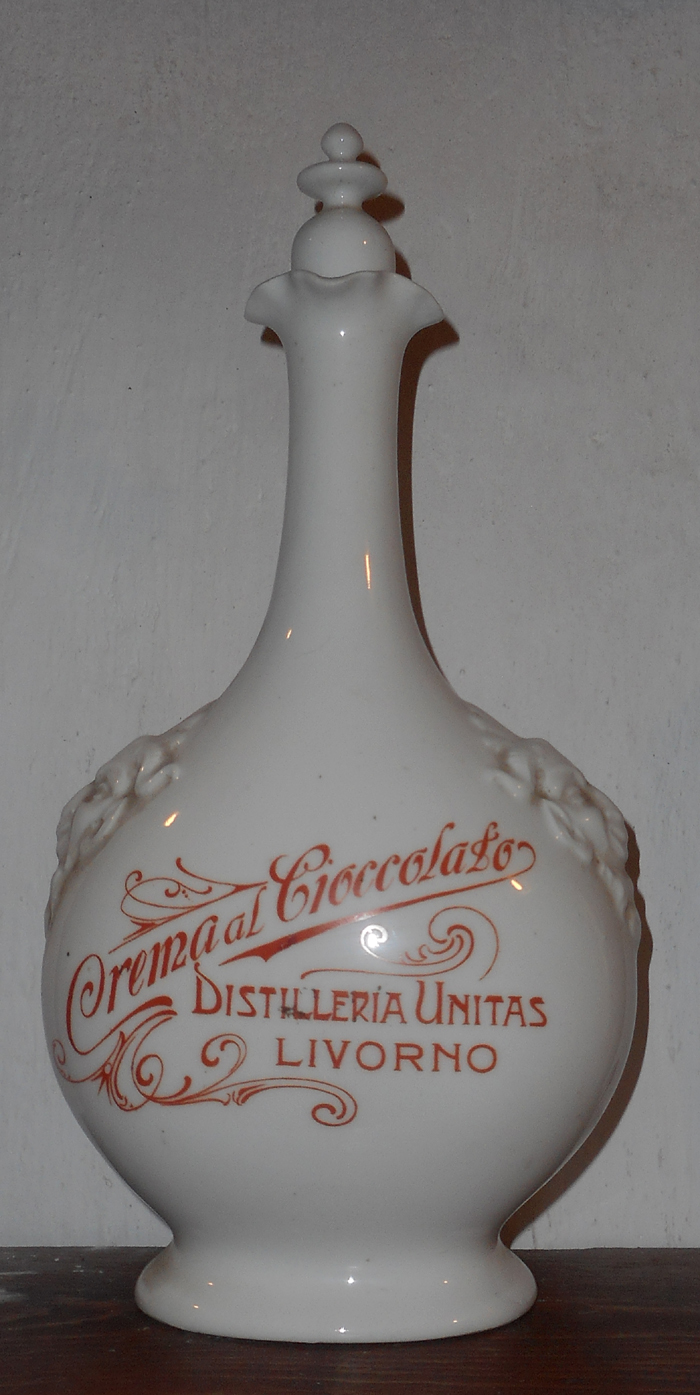 Crema al Cioccolato
DISTILLERIA UNITAS
LIVORNO